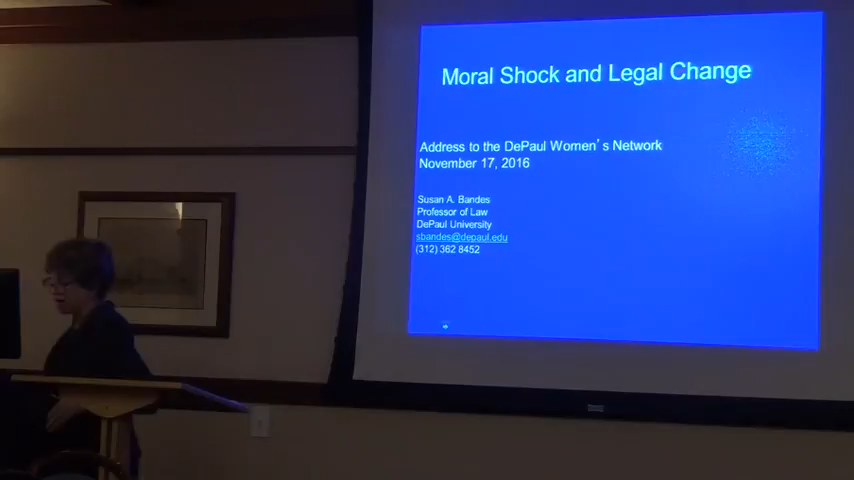 Moral Shock and Legal Change
Address to the DePaul Women's Network
November 17, 2016
Susan A. Bandes
Professor of Law
DePaul University
sbandes@depaul.edu
(312) 362 8452